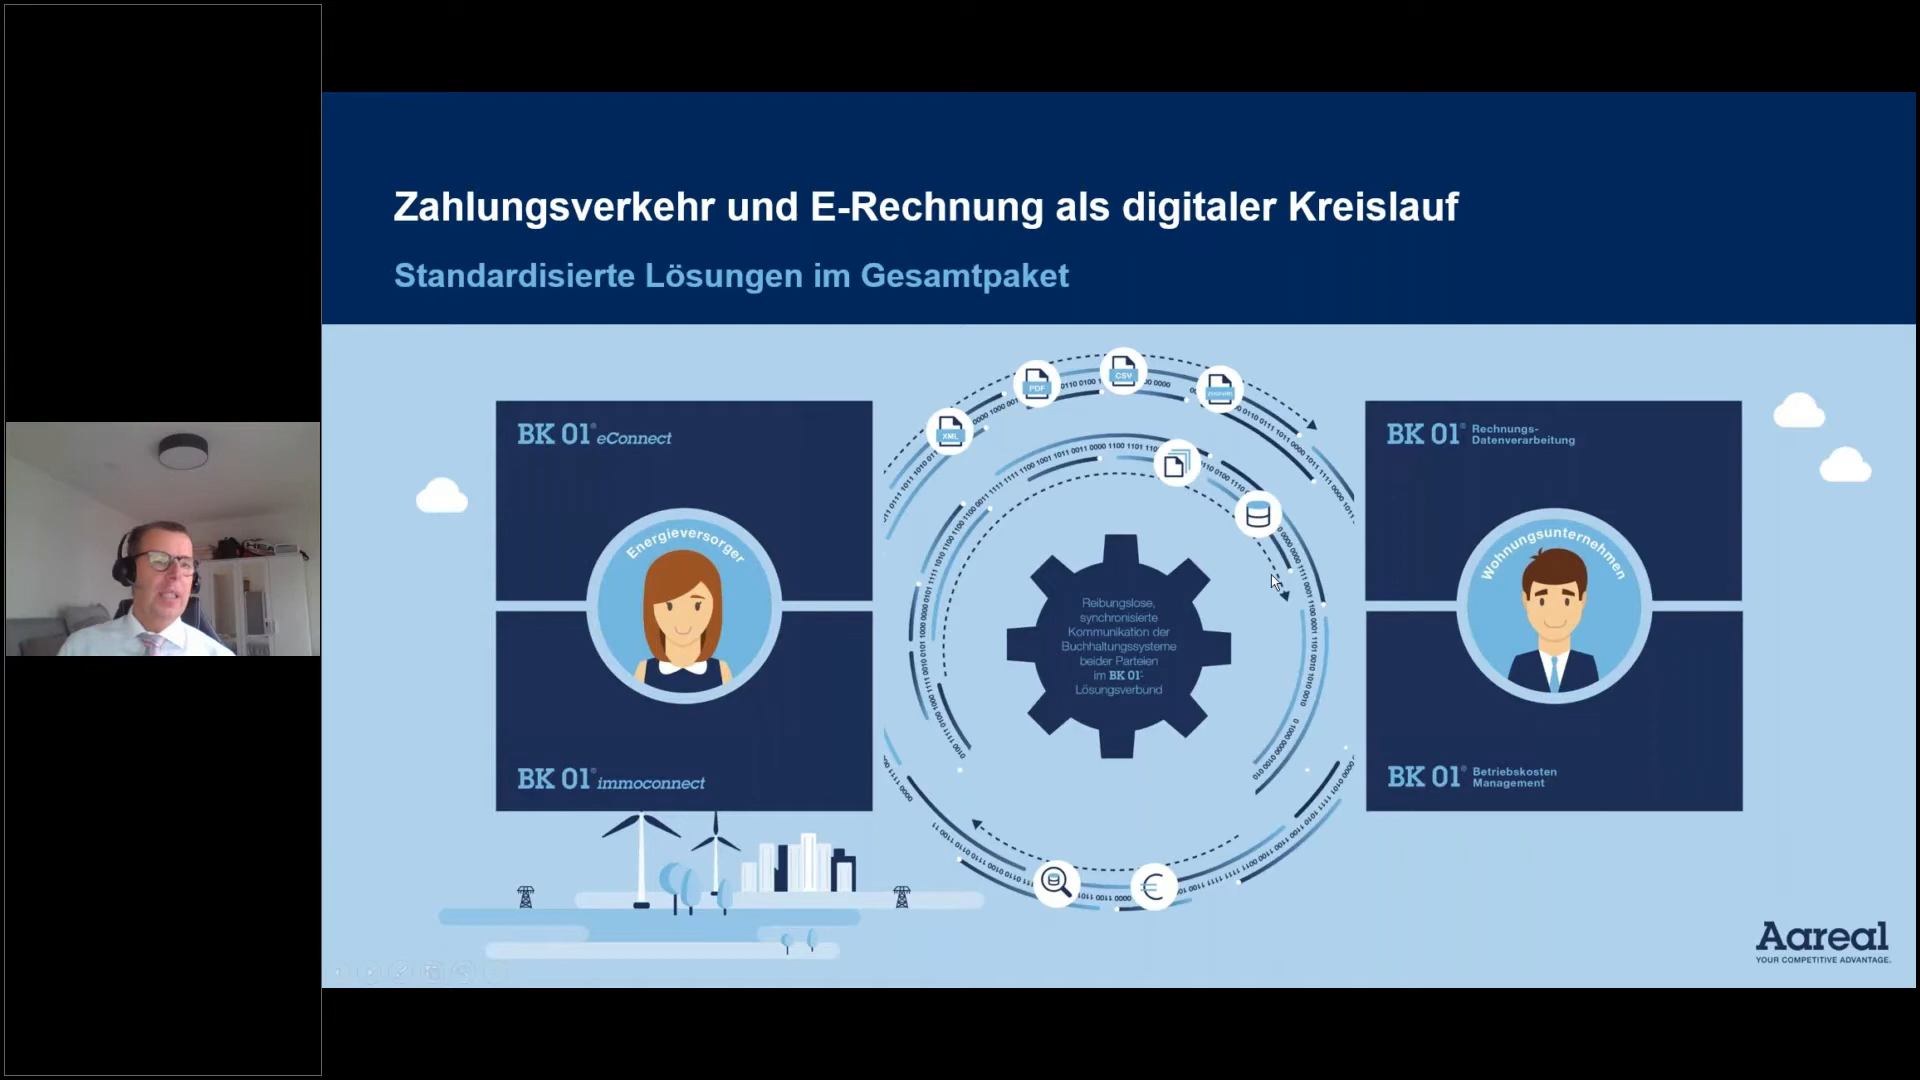 Zahlungsverkehr und E-Rechnung als digitaler Kreislauf
Standardisierte Lösungen im Gesamtpaket
BK 01® eConnect
Energieversorger
BK 01® immoconnect
XML
PDF
CSV
Reibungslose,
synchronisierte
Kommunikation der
Buchhaltungssysteme
beider Parteien
im BK 01®-
Lösungsverbund
BK 01® Rechnungs-
Datenverarbeitung
Wohnungsunternehmen
BK 01® Betriebskosten
Management
Aareal
YOUR COMPETITIVE ADVANTAGE.